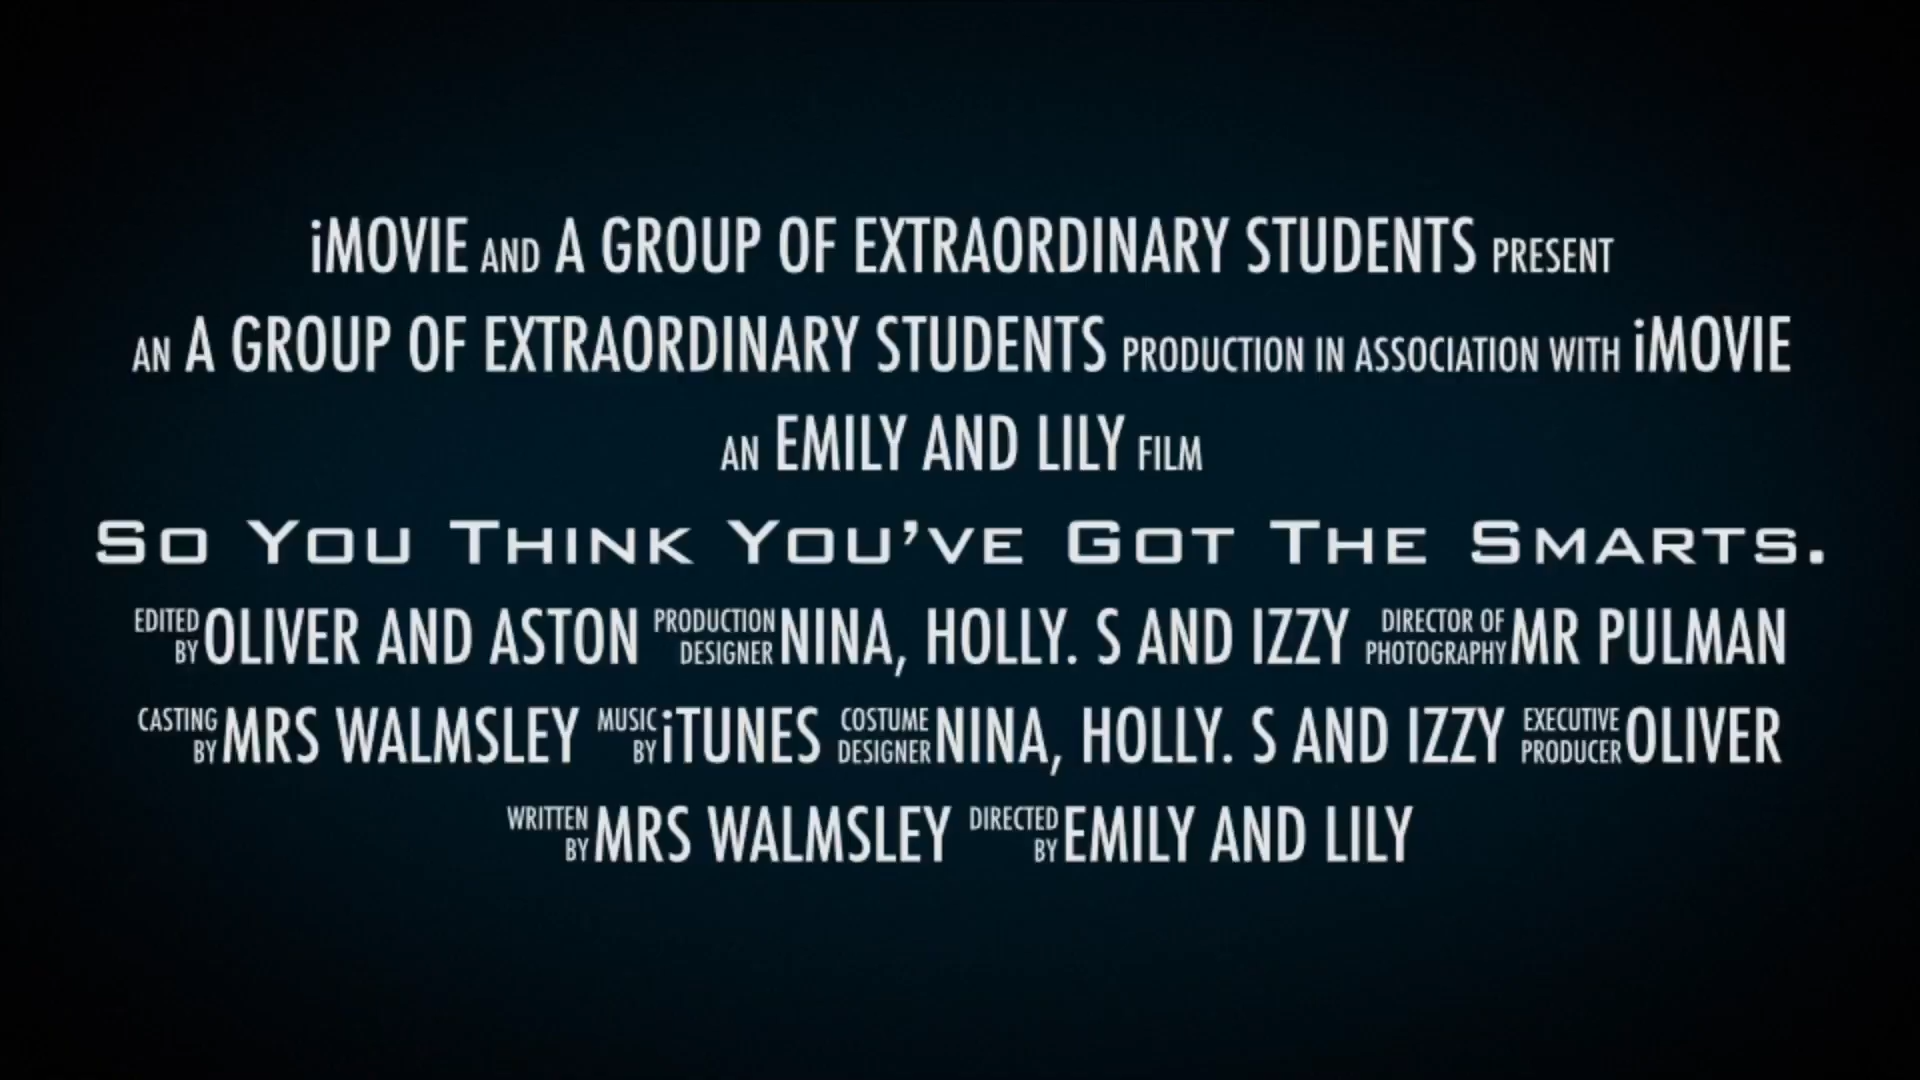 iMOVIE AND A GROUP OF EXTRAORDINARY STUDENTS PRESENT
AN A GROUP OF EXTRAORDINARY STUDENTS PRODUCTION IN ASSOCIATION WITH iMOVIE
AN EMILY AND LILY FILM
SO YOU THINK YOU'VE GOT THE SMARTS.
EDITED BY OLIVER AND ASTON PRODUCTION DESIGNER NINA, HOLLY. S AND IZZY DIRECTOR OF PHOTOGRAPHY MR PULMAN
CASTING BY MRS WALMSLEY MUSIC BY iTUNES COSTUME DESIGNER NINA, HOLLY. S AND IZZY EXECUTIVE PRODUCER OLIVER
WRITTEN BY MRS WALMSLEY DIRECTED BY EMILY AND LILY